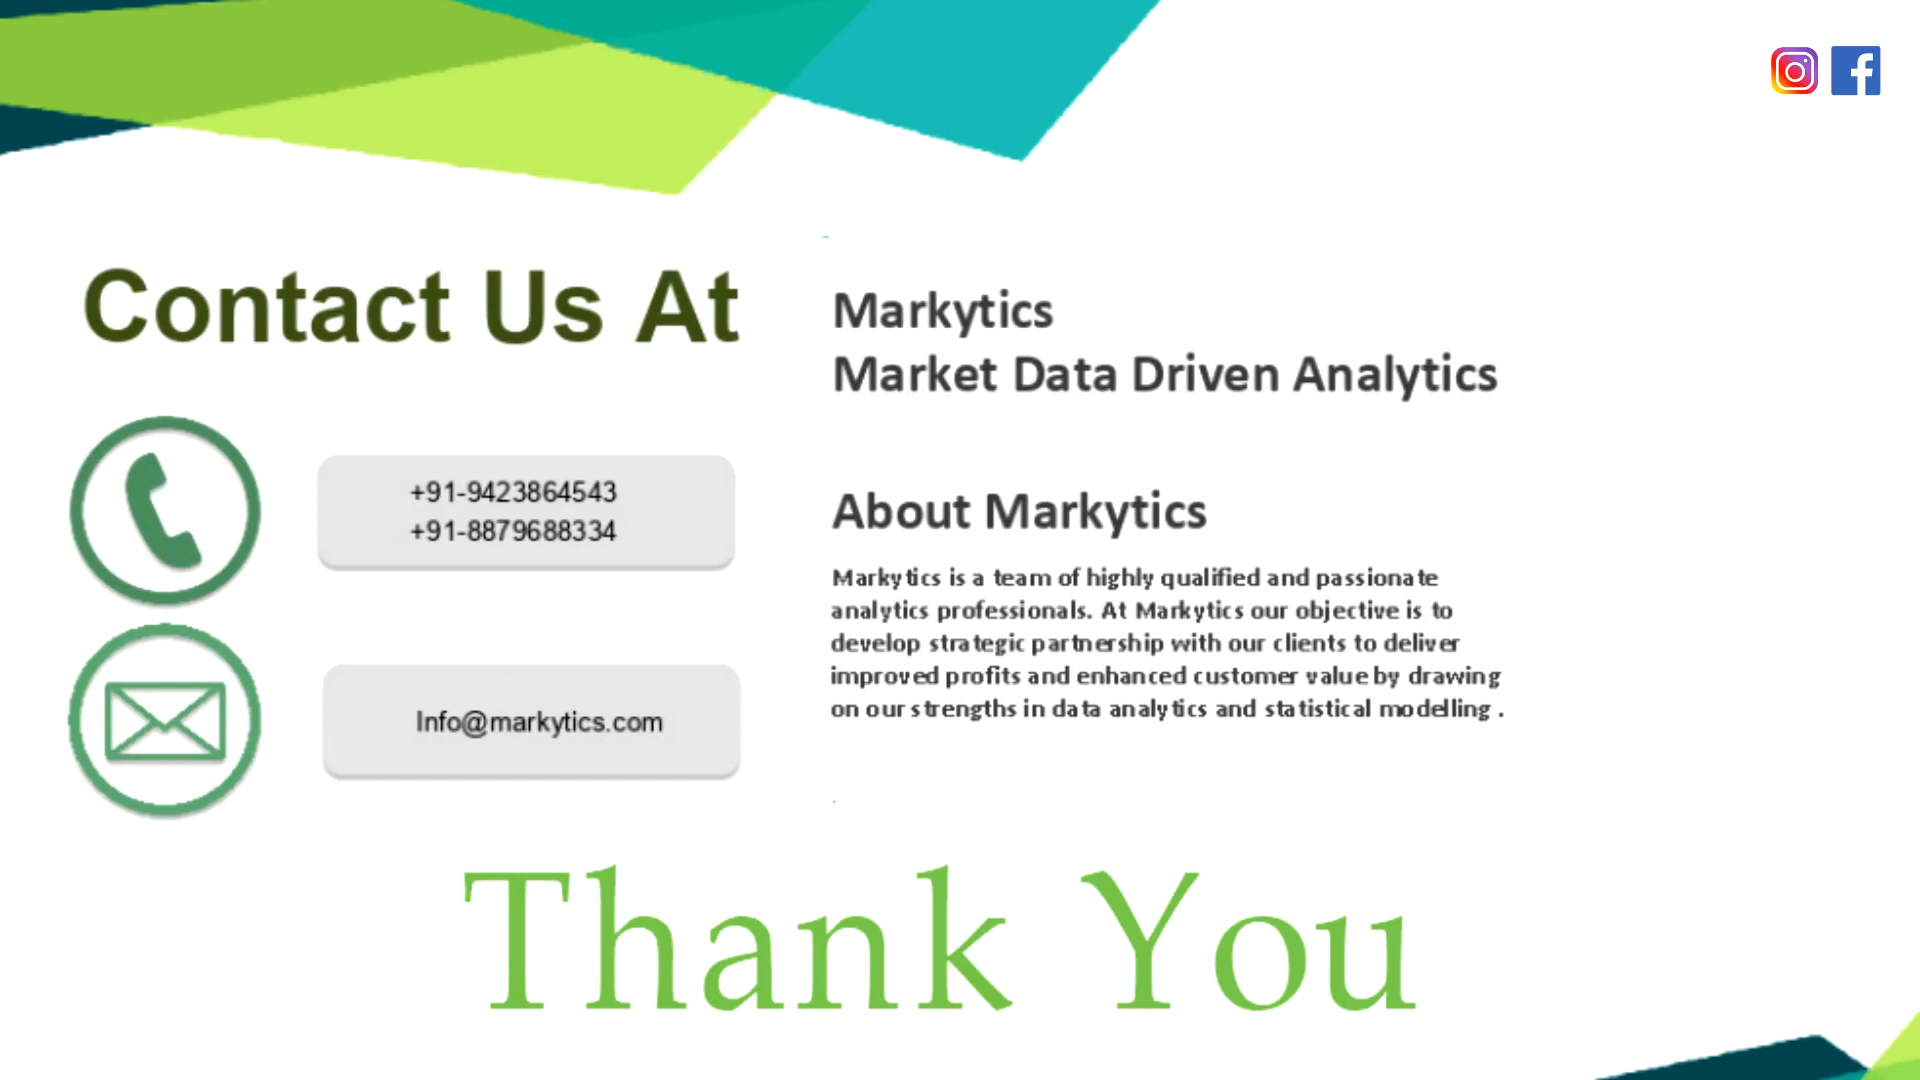 Contact Us At
+91-9423864543
+91-8879688334
Info@markytics.com
Markytics
Market Data Driven Analytics
About Markytics
Markytics is a team of highly qualified and passionate
analytics professionals. At Markytics our objective is to
develop strategic partnership with our clients to deliver
improved profits and enhanced customer value by drawing
on our strengths in data analytics and statistical modelling .
Thank You